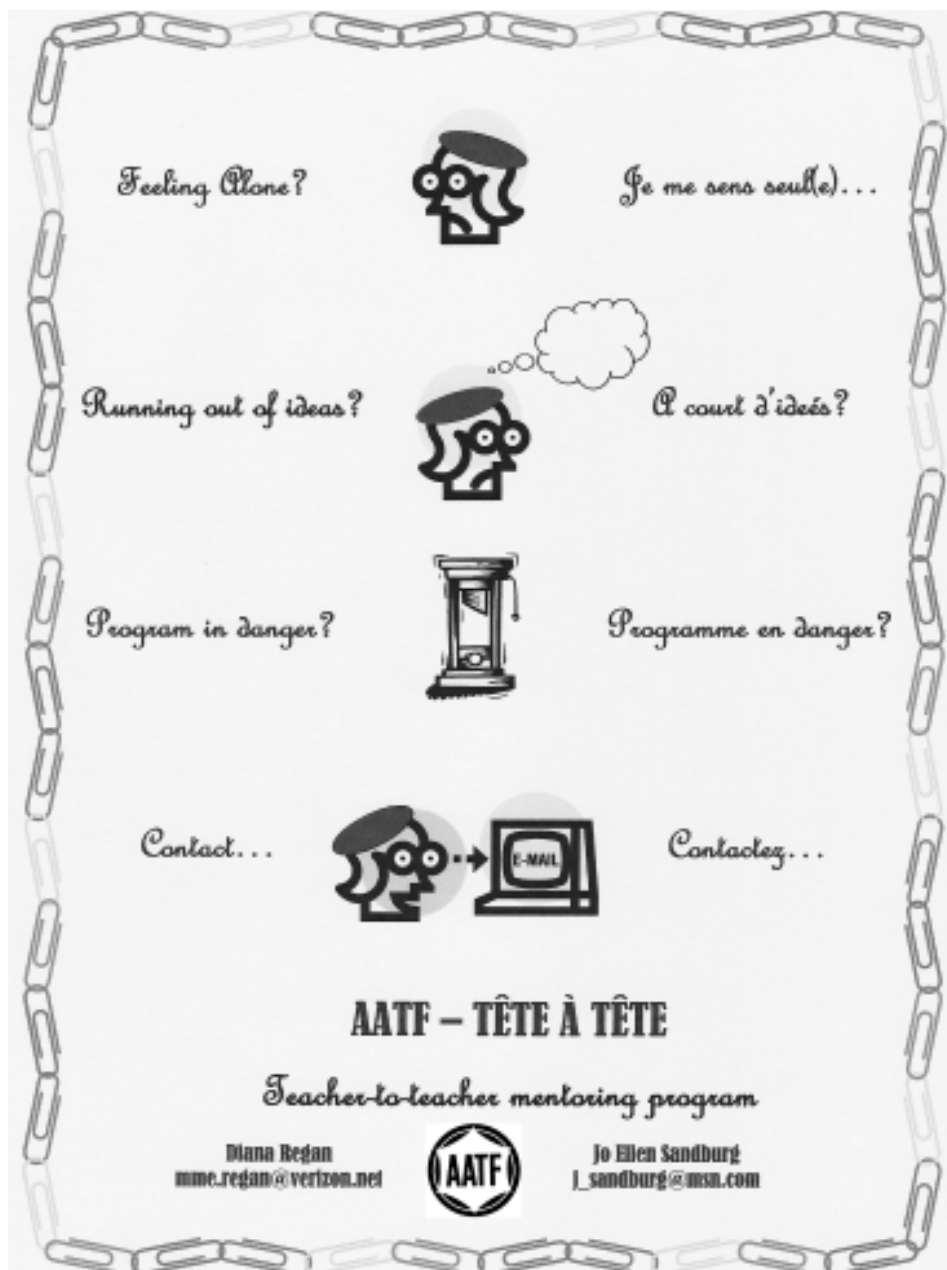 Feeling Alone?
Je me sens seul(e)...
Running out of ideas?
A court d'ideés?
Program in danger?
Programme en danger?
Contact...
E-MAIL
Contactez...
AATF – TÊTE À TÊTE
Teacher-to-teacher mentoring program
Diana Regan
mme.regan@verizon.net
AATF
Jo Ellen Sandburg
j_sandburg@msn.com